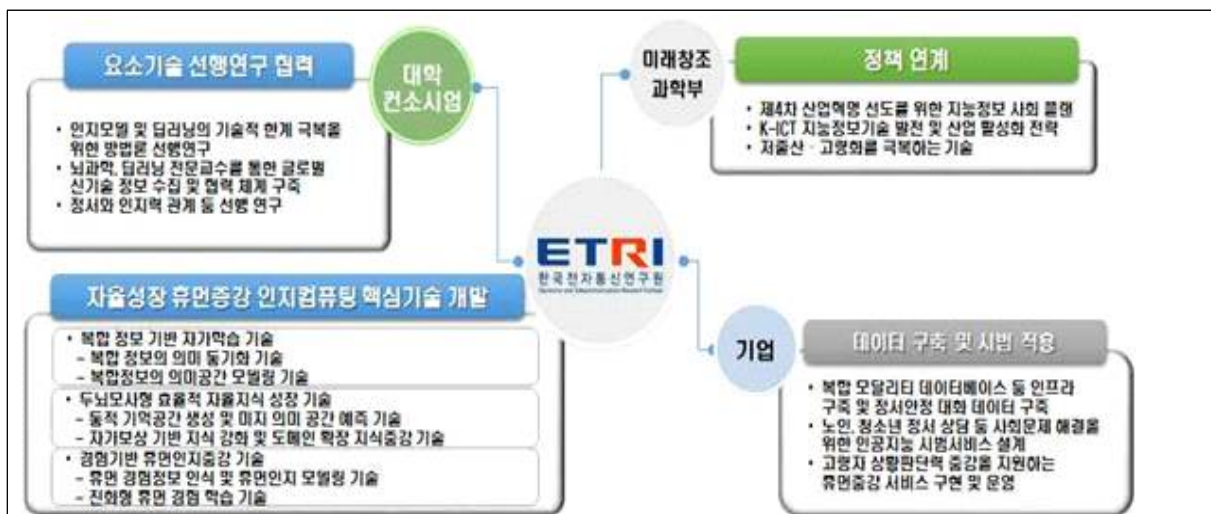 요소기술 선행연구 협력
대학
컨소시엄
• 인지모델 및 딥러닝의 기술적 한계 극복을
위한 방법론 선행연구
• 뇌과학, 딥러닝 전문교수를 통한 글로벌
신기술 정보 수집 및 협력 체계 구축
• 정서와 인지력 관계 등 선행 연구
미래창조
과학부
정책 연계
• 제4차 산업혁명 선도를 위한 지능정보 사회 플랜
• K-ICT 지능정보기술 발전 및 산업 활성화 전략
• 저출산 · 고령화를 극복하는 기술
ETRI
한국전자통신연구원
자율성장 휴먼증강 인지컴퓨팅 핵심기술 개발
• 복합 정보 기반 자가학습 기술
– 복합 정보의 의미 동기화 기술
– 복합정보의 의미공간 모델링 기술
• 두뇌모사형 효율적 자율지식 성장 기술
– 동적 기억공간 생성 및 미지 의미 공간 예측 기술
– 자가보상 기반 지식 강화 및 도메인 확장 지식증강 기술
• 경험기반 휴먼인지증강 기술
– 휴먼 경험정보 인식 및 휴먼인지 모델링 기술
– 진화형 휴먼 경험 학습 기술
기업
데이터 구축 및 시범 적용
• 복합 모달리티 데이터베이스 등 인프라
구축 및 정서안정 대화 데이터 구축
• 노인, 청소년 정서 상담 등 사회문제 해결을
위한 인공지능 시범서비스 설계
• 고령자 상황판단력 증강을 지원하는
휴먼증강 서비스 구현 및 운영